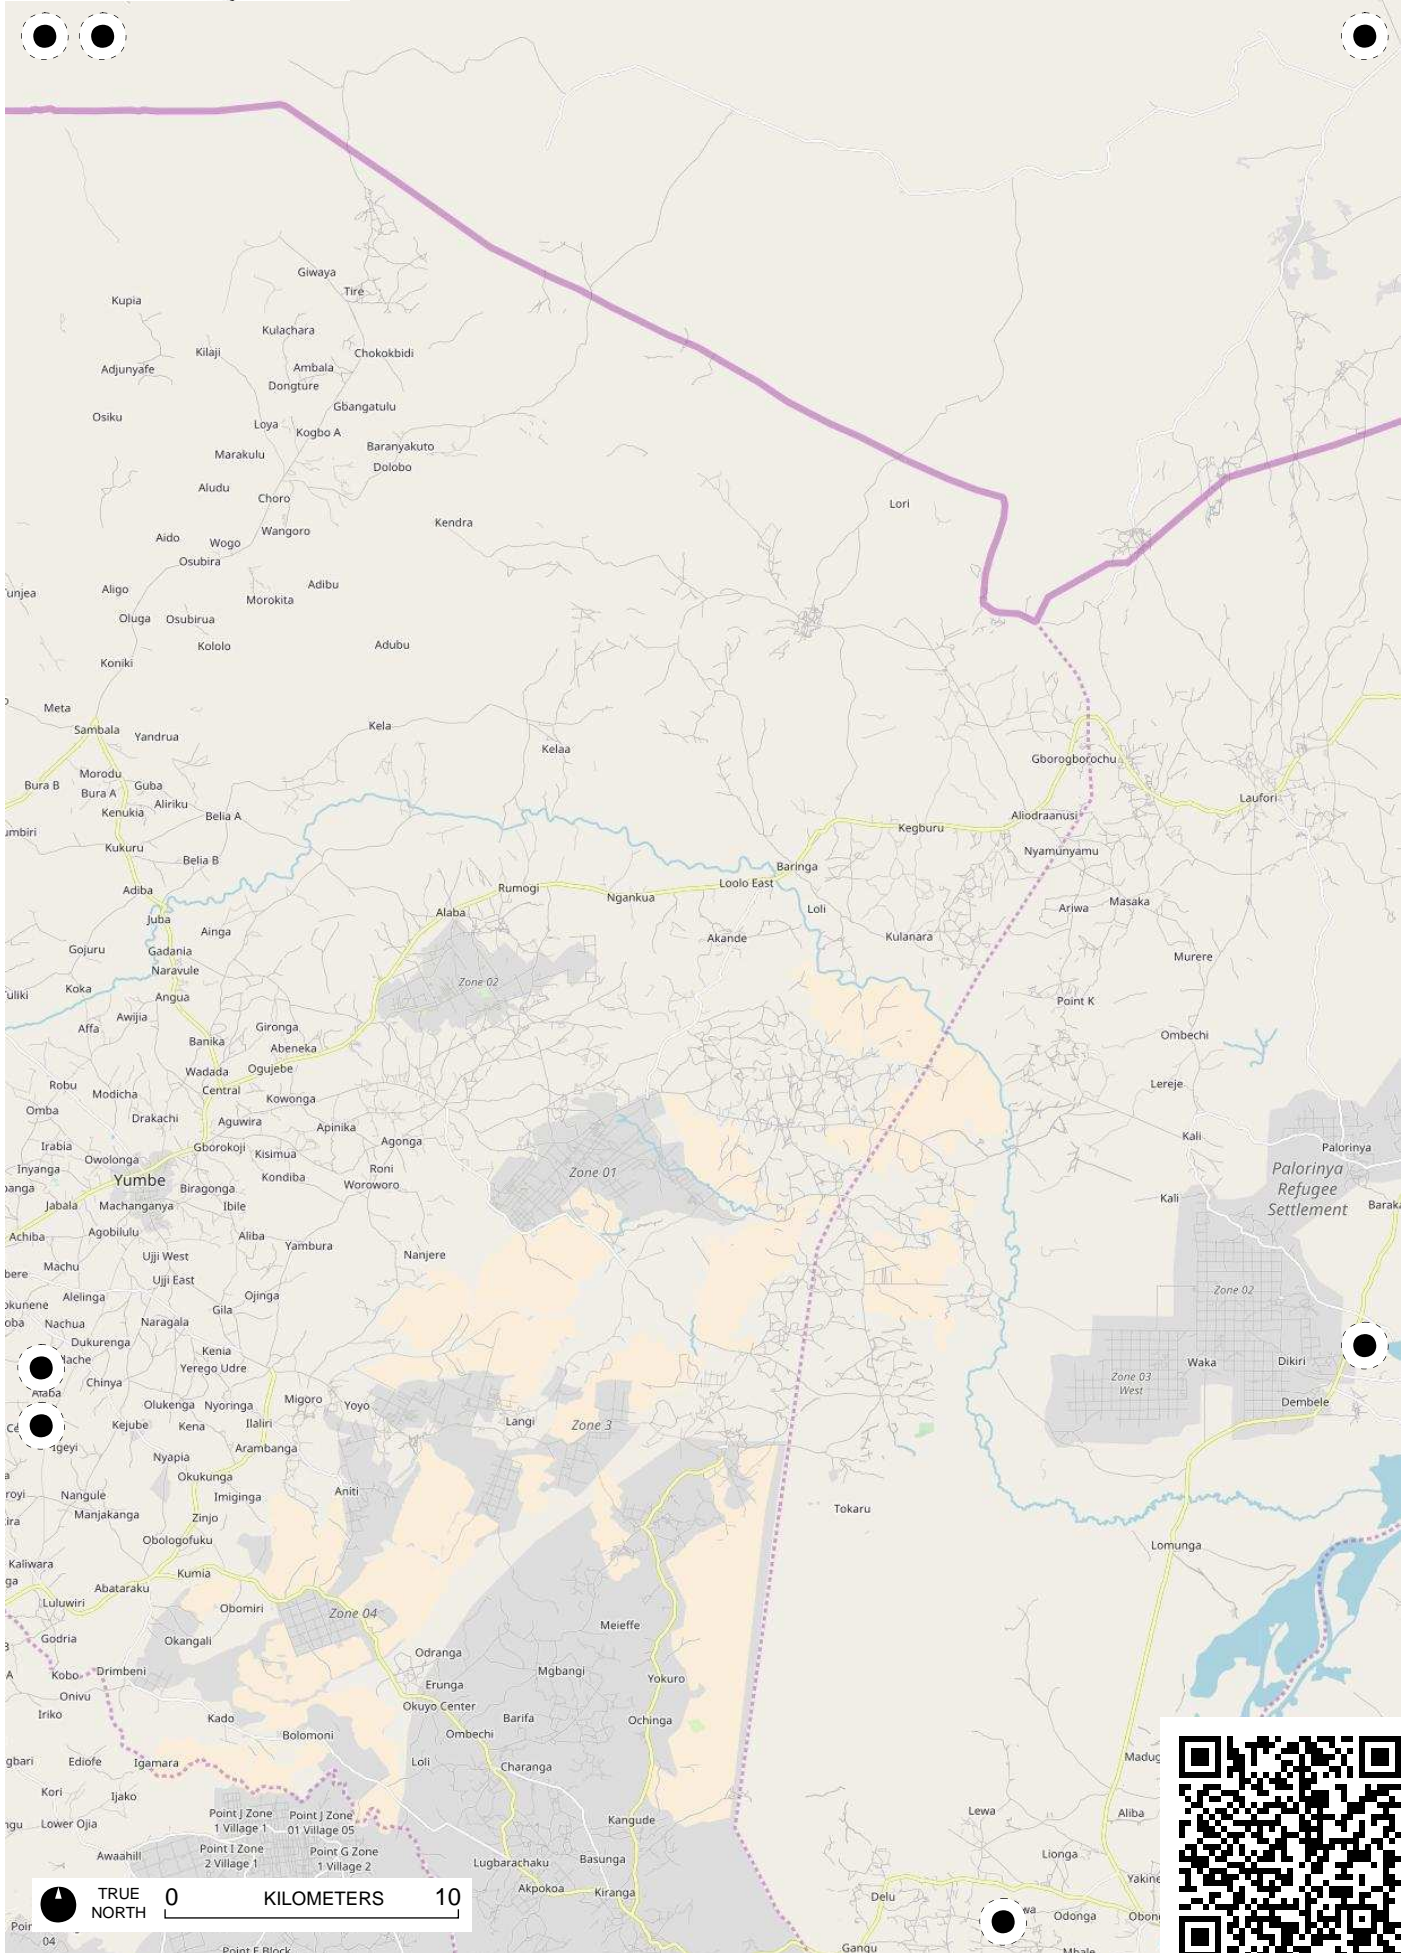 Giwaya
Tire
Kupia
Kulachara
Kilaji
Chokokbidi
Adjunyafe
Ambala
Dongture
Gbangatulu
Osiku
Loya
Kogbo A
Marakulu
Baranyakuto
Dolobo
Aludu
Choro
Lori
Kendra
Wangoro
Aido
Wogo
Osubira
Adibu
Aligo
Morokita
Oluga
Osubirua
Kololo
Adubu
Koniki
Meta
Sambala
Yandrua
Kela
Kelaa
Gborogborochu
Morodu
Bura B
Bura A
Guba
Aliriku
Laufori
Kenukia
Belia A
Aliodraanusi
Kegburu
Kukuru
Belia B
Nyamunyamu
Baringa
Adiba
Rumogi
Loolo East
Ngankua
Juba
Alaba
Loli
Ariwa
Masaka
Ainga
Akande
Kulanara
Gojuru
Gadania
Murere
Naravule
Zone 02
Koka
Angua
Point K
Awijia
Affa
Gironga
Ombechi
Banika
Abeneka
Wadada
Ogujebe
Robu
Modicha
Central
Lereje
Kowonga
Omba
Drakachi
Aguwira
Apinika
Kali
Irabia
Gborokoji
Agonga
Palorinya
Owolonga
Kisimua
Inyanga
Roni
Zone 01
Palorinya
Refugee
Settlement
Yumbe
Kondiba
Woroworo
Biragonga
Kali
Jabala
Machanganya
Ibile
Achiba
Agobilulu
Aliba
Yambura
Ujji West
Nanjere
Machu
Ujji East
Alelinga
Ojinga
Zone 02
Gila
Nachua
Naragala
Dukurenga
Kenia
Yerego Udre
Waka
Dikiri
Chinya
Zone 03
West
Migoro
Yoyo
Olukenga
Nyoringa
Dembele
Kejube
Kena
Ilaliri
Langi
Zone 3
Arambanga
Nyapia
Okukunga
Nangule
Imiginga
Aniti
Manjakanga
Zinjo
Tokaru
Obologofuku
Lomunga
Kaliwara
Kumia
Abataraku
Luluwiri
Obomiri
Zone 04
Meieffe
Godria
Okangali
Odranga
Kobo
Drimbeni
Mgbangi
Yokuro
Onivu
Erunga
Iriko
Kado
Okuyo Center
Barifa
Ochinga
Bolomoni
Ombechi
Ediofe
Igamara
Loli
Charanga
Kori
Ijako
Point J Zone
1 Village 1
Point J Zone
01 Village 05
Lewa
Aliba
Lower Ojia
Kangude
Point I Zone
2 Village 1
Point G Zone
1 Village 2
Awaahill
Lugbarachaku
Basunga
Lionga
Akpokoa
Kiranga
Delu
Odonga
TRUE
NORTH
0 KILOMETERS 10
04
Gangu